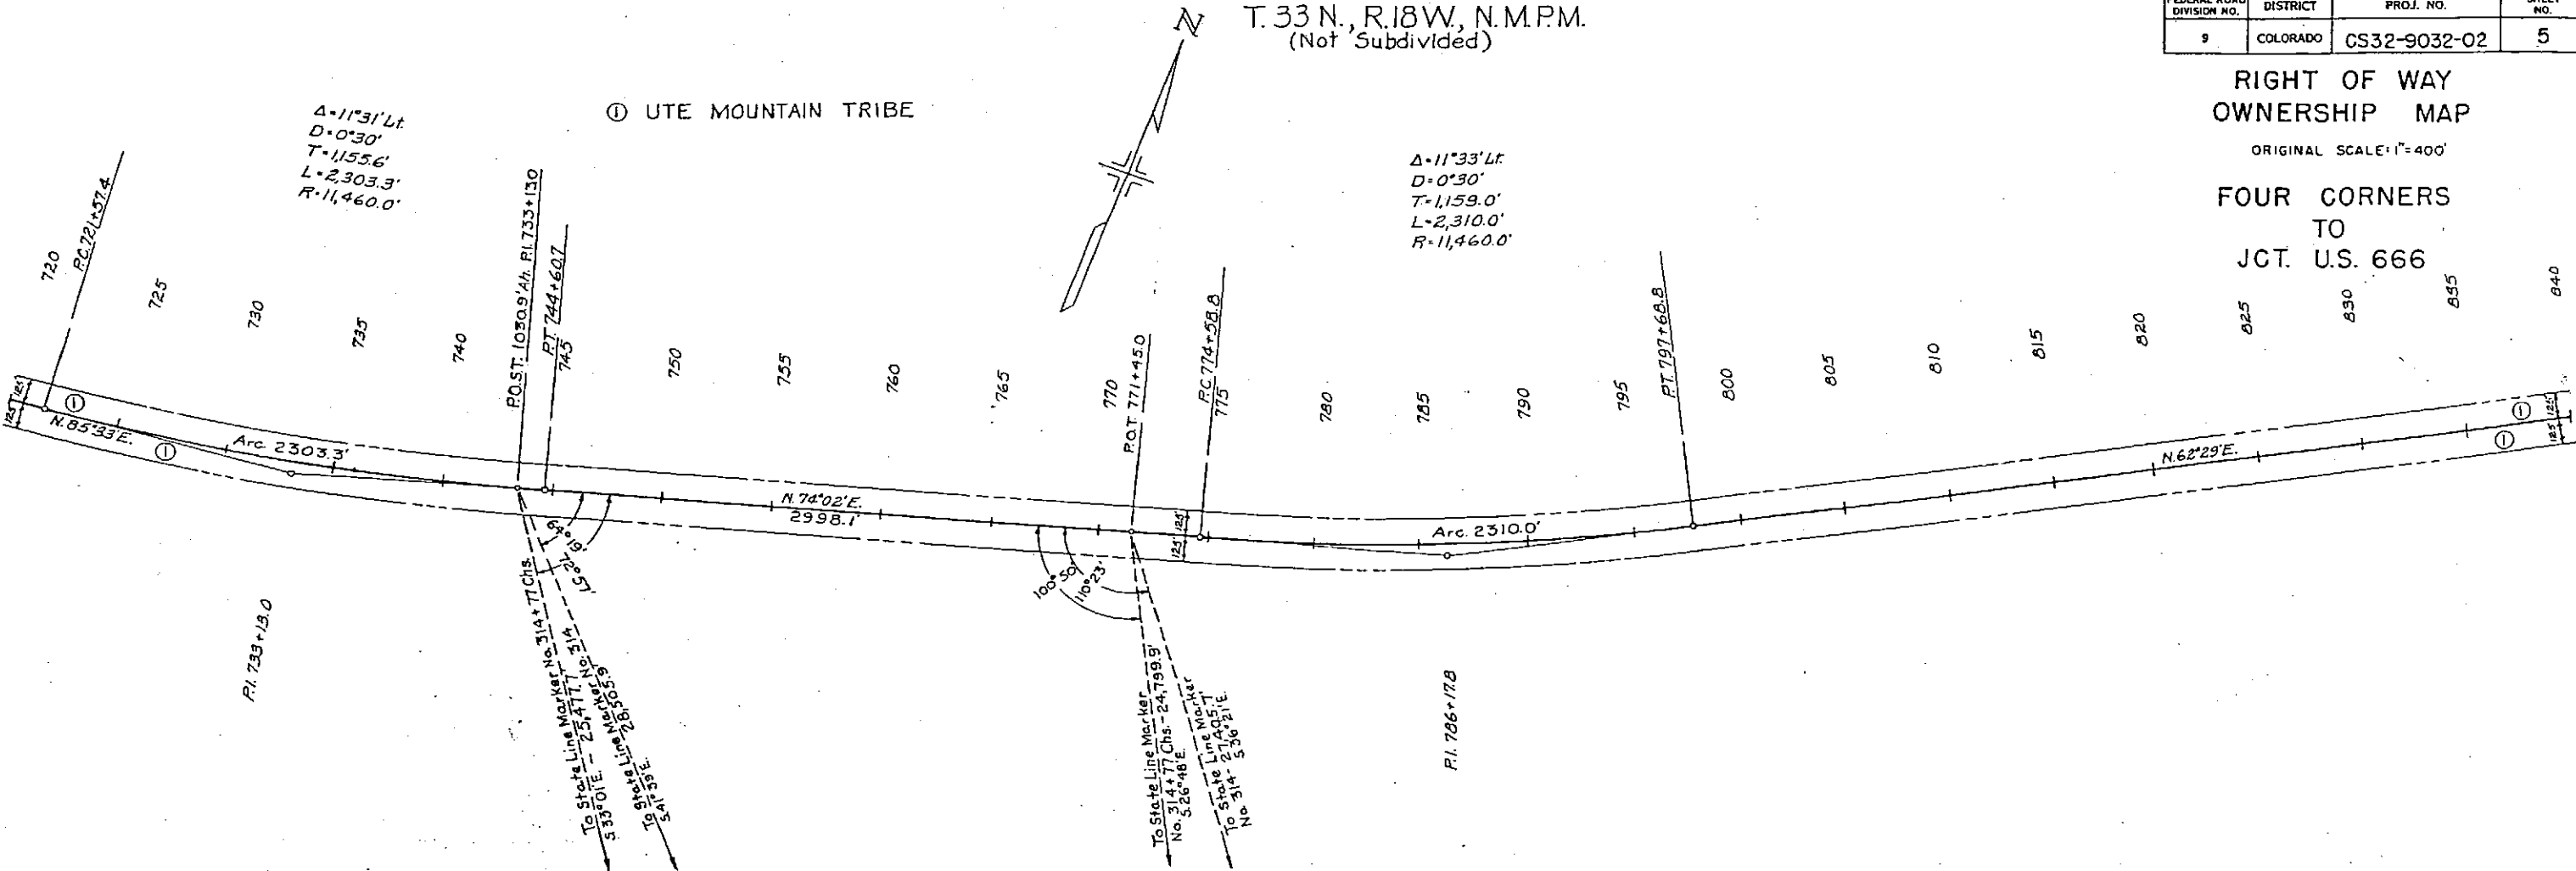 T. 33 N., R.18 W., N.M.P.M.
(Not Subdivided)
FEDERAL ROAD DIVISION NO.
DISTRICT
PROJ. NO.
SHEET NO.
9
COLORADO
CS32-9032-02
5
RIGHT OF WAY
OWNERSHIP MAP
ORIGINAL SCALE: 1"=400'
FOUR CORNERS
TO
JCT. U.S. 666
① UTE MOUNTAIN TRIBE
N
Δ=11°31' Lt.
D=0°30'
T=1,155.6'
L=2,303.3'
R=11,460.0'
Δ=11°33' Lt.
D=0°30'
T=1,159.0'
L=2,310.0'
R=11,460.0'
720
P.C. 721+57.4
725
730
735
740
P.O.S.T. 1030.9' Ah. P.I. 733+13.0
P.T. 744+60.7
745
750
755
760
765
770
P.O.T. 771+45.0
P.C. 774+58.8
775
780
785
790
795
P.T. 797+68.8
800
805
810
815
820
825
830
835
840
125'
125'
①
N. 85°33' E.
①
Arc. 2303.3'
N. 74°02' E.
2998.1'
125'
125'
Arc. 2310.0'
N. 62°29' E.
①
①
125'
125'
64°19'
100°50'
110°23'
P.I. 733+13.0
To State Line Marker No. 314+77 Chs.
S 33°01' E. - 25,477.7'
To State Line Marker No. 314
S 41°39' E. 28,505.9'
To State Line Marker
No. 314+77 Chs. - 24,799.9'
S. 26°48' E.
To State Line Marker
No. 314 - 27,405.7'
S 36°21' E.
P.I. 786+17.8